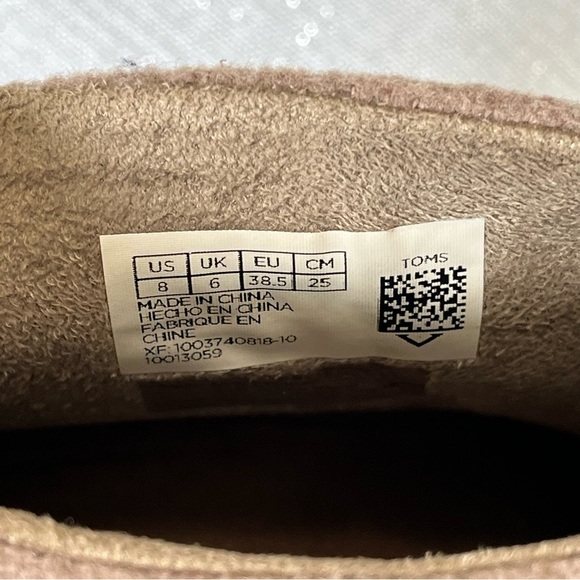 US UK EU CM
8 6 38.5 25
MADE IN CHINA
HECHO EN CHINA
FABRIQUE EN
CHINE
XF: 1003740818-10
10013059
TOMS